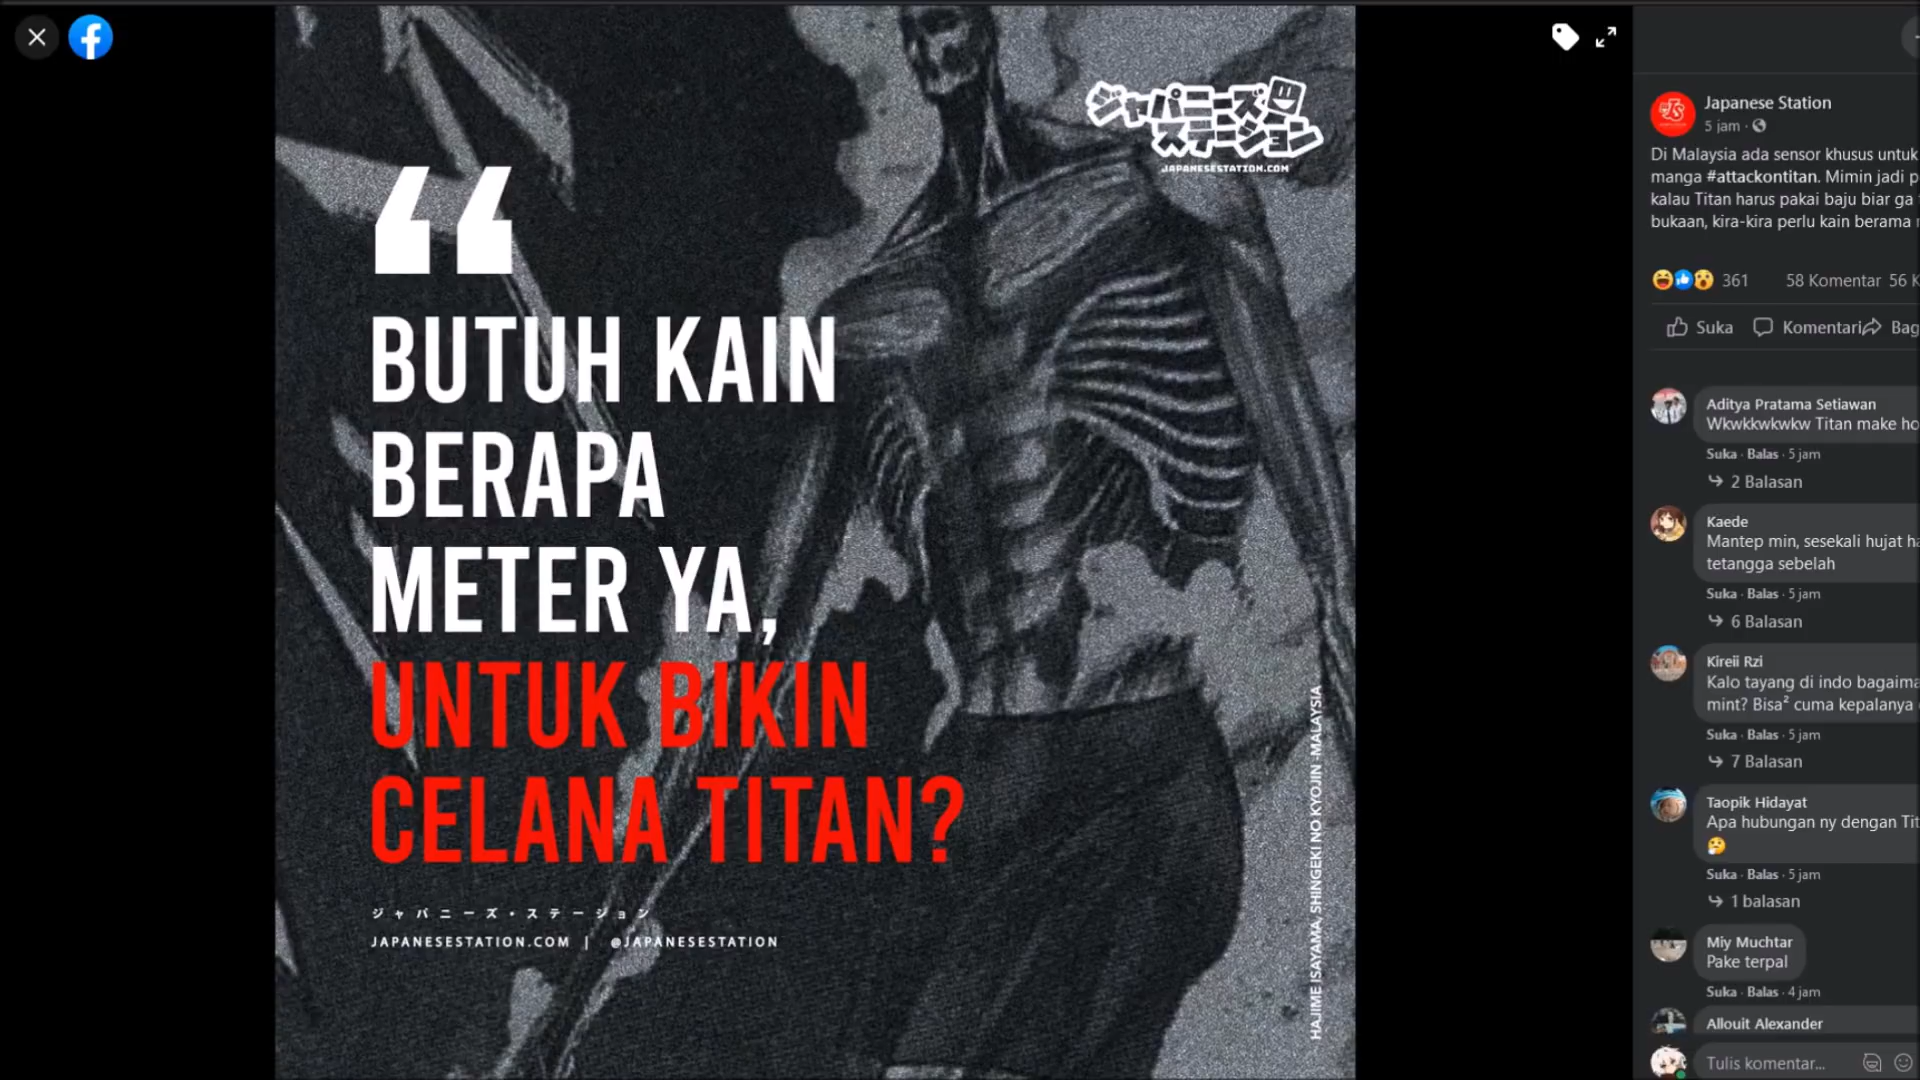 ジャパニーズ
ステーション
JAPANESESTATION.COM
“
BUTUH KAIN
BERAPA
METER YA,
UNTUK BIKIN
CELANA TITAN?
ジャパニーズ・ステーション
JAPANESESTATION.COM | @JAPANESESTATION
HAJIME ISAYAMA, SHINGEKI NO KYOJIN -MALAYSIA
Japanese Station
5 jam ·
Di Malaysia ada sensor khusus untuk
manga #attackontitan. Mimin jadi p
kalau Titan harus pakai baju biar ga
bukaan, kira-kira perlu kain berama
361 58 Komentar 56 K
Suka Komentari Bag
Aditya Pratama Setiawan
Wkwkkwkwkw Titan make ho
Suka · Balas · 5 jam
2 Balasan
Kaede
Mantep min, sesekali hujat ha
tetangga sebelah
Suka · Balas · 5 jam
6 Balasan
Kireii Rzi
Kalo tayang di indo bagaima
mint? Bisa² cuma kepalanya
Suka · Balas · 5 jam
7 Balasan
Taopik Hidayat
Apa hubungan ny dengan Tit
🤔
Suka · Balas · 5 jam
1 balasan
Miy Muchtar
Pake terpal
Suka · Balas · 4 jam
Allouit Alexander
Tulis komentar...